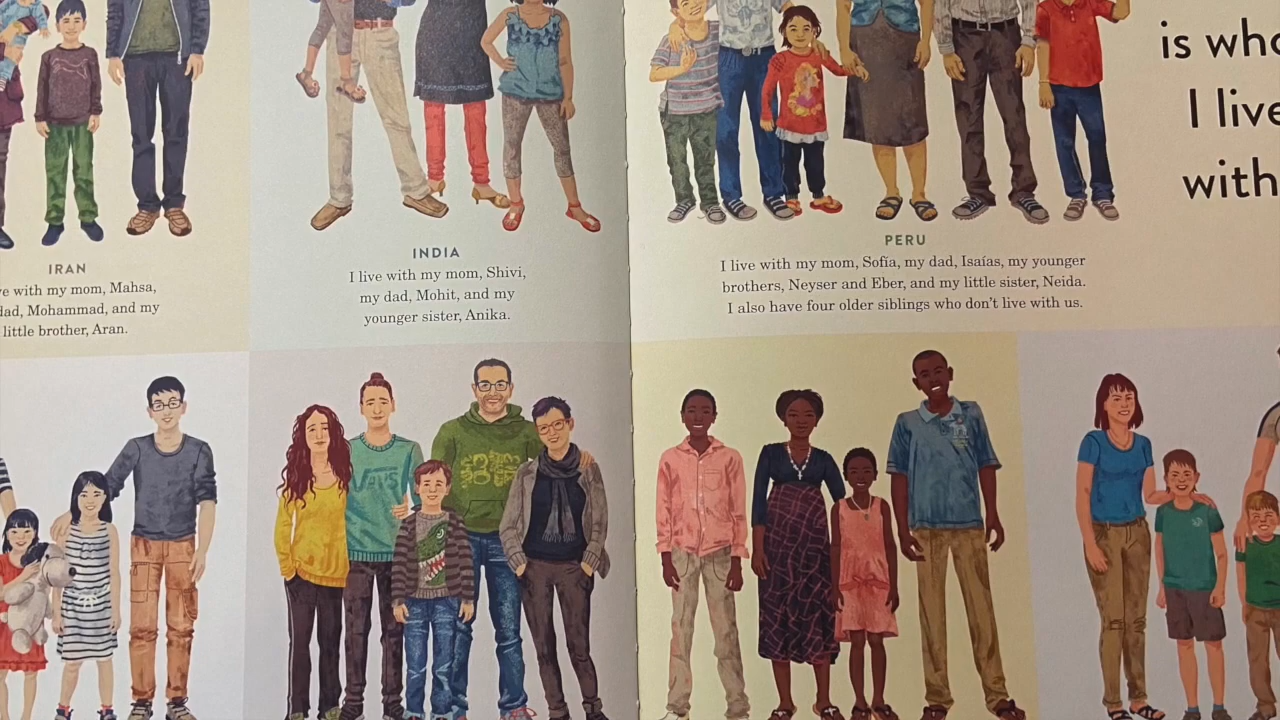 is who
I live
with
IRAN
ve with my mom, Mahsa,
dad, Mohammad, and my
little brother, Aran.
INDIA
I live with my mom, Shivi,
my dad, Mohit, and my
younger sister, Anika.
PERU
I live with my mom, Sofía, my dad, Isaías, my younger
brothers, Neyser and Eber, and my little sister, Neida.
I also have four older siblings who don't live with us.